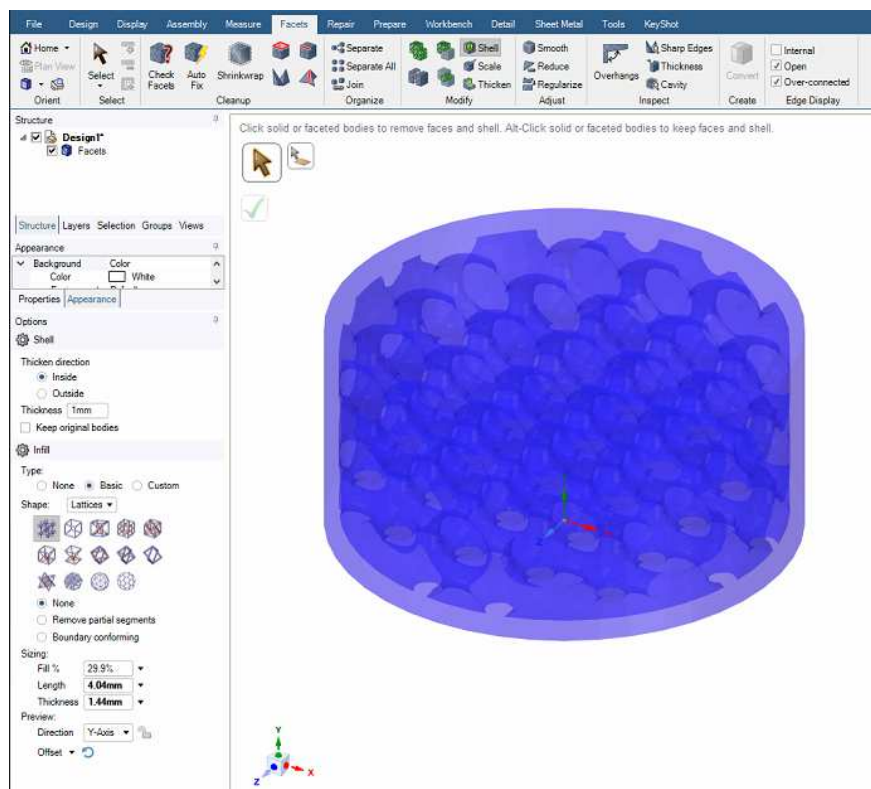 File Design Display Assembly Measure Facets Repair Prepare Workbench Detail Sheet Metal Tools KeyShot
Home
Plan View
Orient
Select
Select
Check Facets
Auto Fix
Shrinkwrap
Cleanup
Separate
Separate All
Join
Organize
Shell
Scale
Thicken
Modify
Smooth
Reduce
Regularize
Adjust
Overhangs
Sharp Edges
Thickness
Cavity
Inspect
Convert
Create
Internal
Open
Over-connected
Edge Display
Structure
Design1*
Facets
Structure Layers Selection Groups Views
Appearance
Background Color
Color White
Properties Appearance
Options
Shell
Thicken direction
Inside
Outside
Thickness 1mm
Keep original bodies
Infill
Type:
None Basic Custom
Shape: Lattices
None
Remove partial segments
Boundary conforming
Sizing:
Fill % 29.9%
Length 4.04mm
Thickness 1.44mm
Preview:
Direction Y-Axis
Offset
Click solid or faceted bodies to remove faces and shell. Alt-Click solid or faceted bodies to keep faces and shell.
Z
Y
Z X